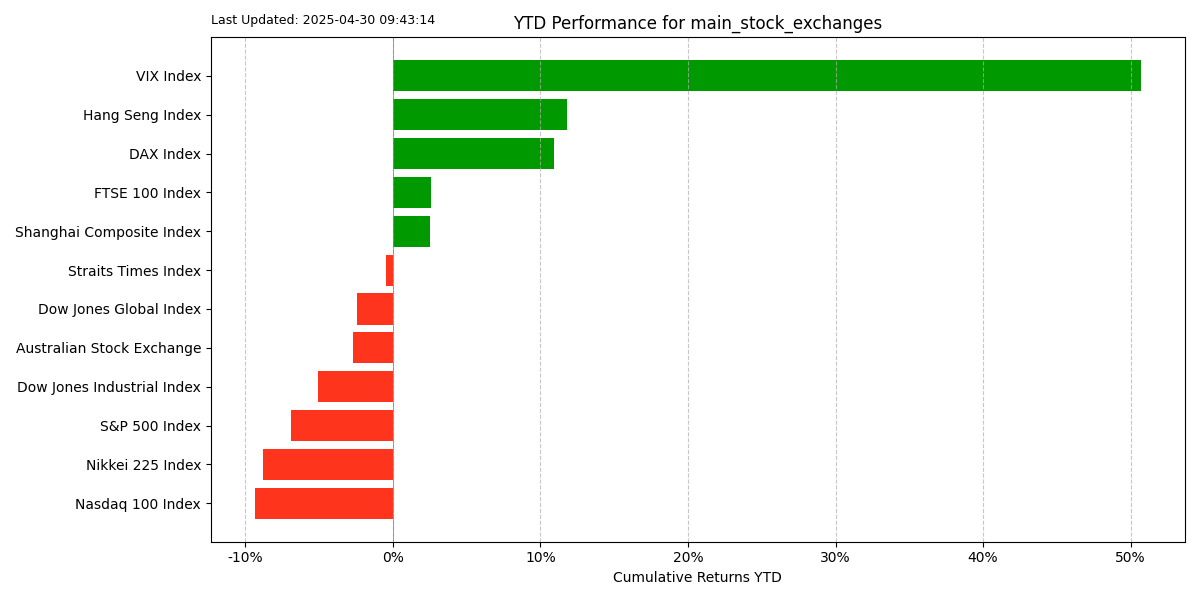 Last Updated: 2025-04-30 09:43:14
YTD Performance for main_stock_exchanges
VIX Index
Hang Seng Index
DAX Index
FTSE 100 Index
Shanghai Composite Index
Straits Times Index
Dow Jones Global Index
Australian Stock Exchange
Dow Jones Industrial Index
S&P 500 Index
Nikkei 225 Index
Nasdaq 100 Index
-10% 0% 10% 20% 30% 40% 50%
Cumulative Returns YTD